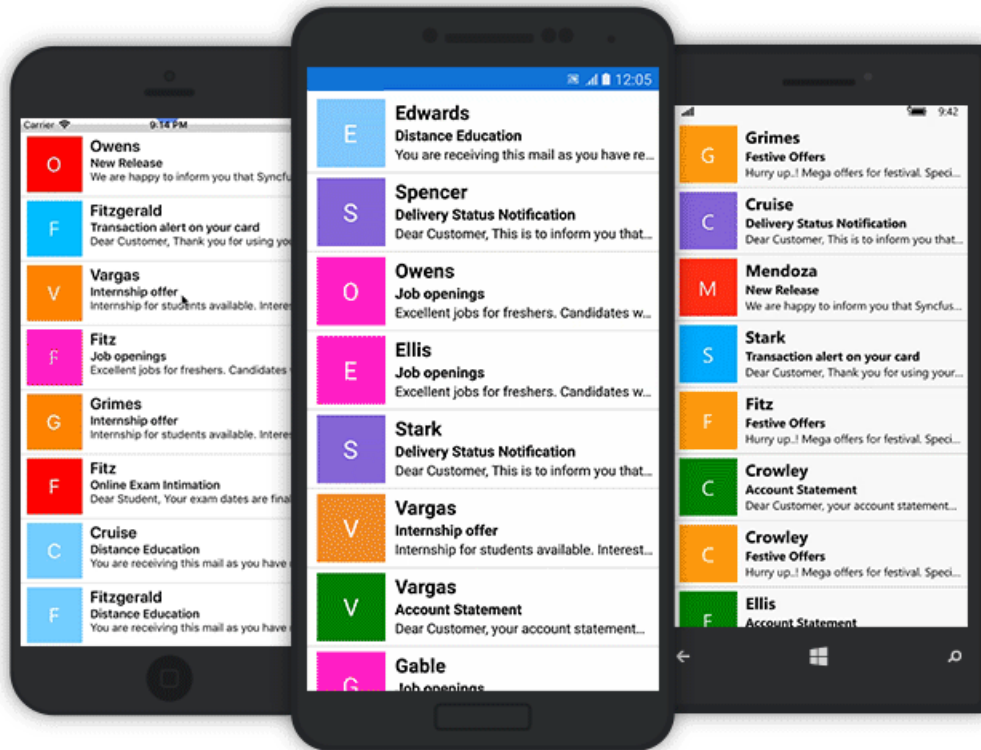 Carrier 9:14 PM
O
Owens
New Release
We are happy to inform you that Syncfu
F
Fitzgerald
Transaction alert on your card
Dear Customer, Thank you for using you
V
Vargas
Internship offer
Internship for students available. Interes
F
Fitz
Job openings
Excellent jobs for freshers. Candidates
G
Grimes
Internship offer
Internship for students available. Intere
F
Fitz
Online Exam Intimation
Dear Student, Your exam dates are final
C
Cruise
Distance Education
You are receiving this mail as you have
F
Fitzgerald
Distance Education
You are receiving this mail as you have
12:05
E
Edwards
Distance Education
You are receiving this mail as you have re...
S
Spencer
Delivery Status Notification
Dear Customer, This is to inform you that...
O
Owens
Job openings
Excellent jobs for freshers. Candidates w...
E
Ellis
Job openings
Excellent jobs for freshers. Candidates w...
S
Stark
Delivery Status Notification
Dear Customer, This is to inform you that...
V
Vargas
Internship offer
Internship for students available. Interest...
V
Vargas
Account Statement
Dear Customer, your account statement...
G
Gable
Job openings
9:42
G
Grimes
Festive Offers
Hurry up..! Mega offers for festival. Speci...
C
Cruise
Delivery Status Notification
Dear Customer, This is to inform you that...
M
Mendoza
New Release
We are happy to inform you that Syncfus...
S
Stark
Transaction alert on your card
Dear Customer, Thank you for using your...
F
Fitz
Festive Offers
Hurry up..! Mega offers for festival. Speci...
C
Crowley
Account Statement
Dear Customer, your account statement...
C
Crowley
Festive Offers
Hurry up..! Mega offers for festival. Speci...
E
Ellis
Account Statement